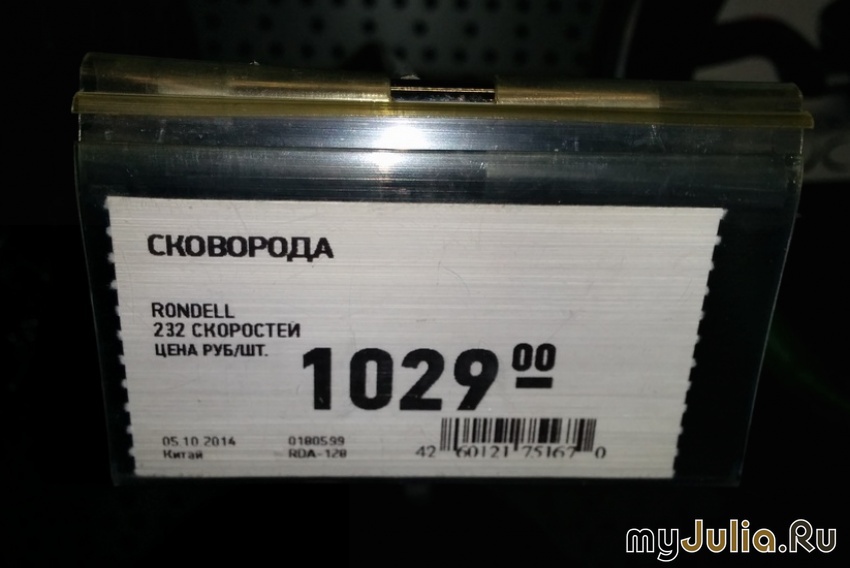 СКОВОРОДА
RONDELL
232 СКОРОСТЕЙ
ЦЕНА РУБ/ШТ.
1029 00
05.10.2014 0180599
Китай RDA-128
42 60121 75167 0
myJulia.Ru